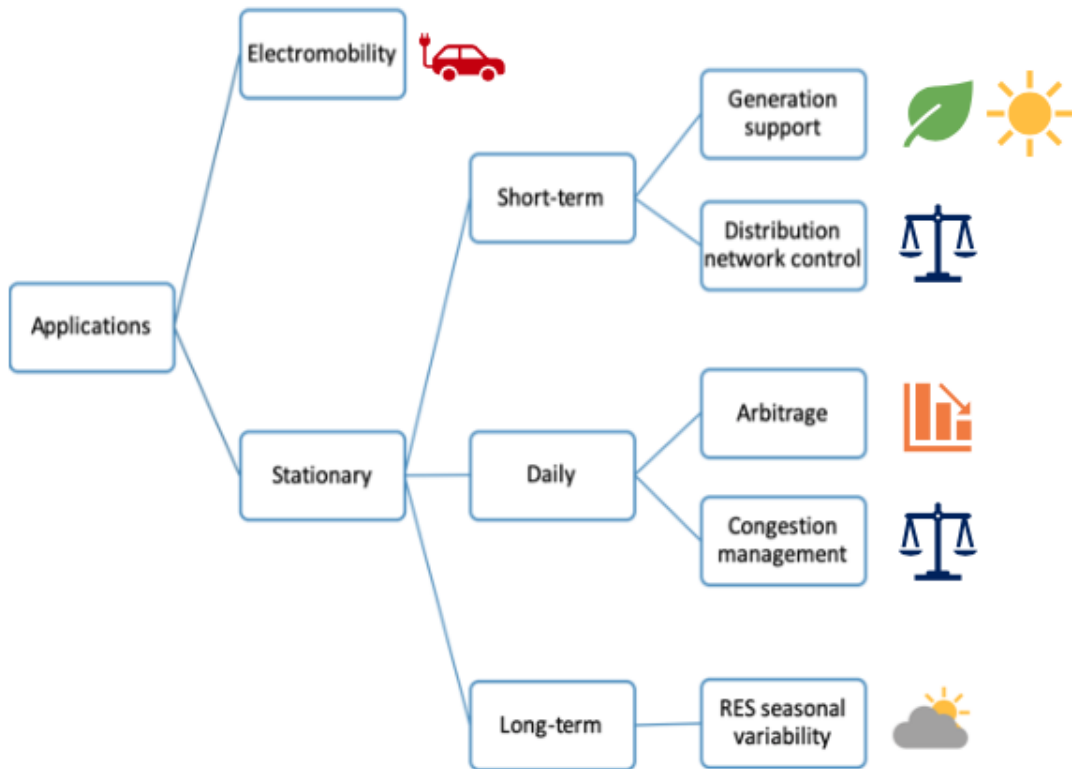 Electromobility
Generation
support
Short-term
Distribution
network control
Applications
Arbitrage
Stationary
Daily
Congestion
management
Long-term
RES seasonal
variability